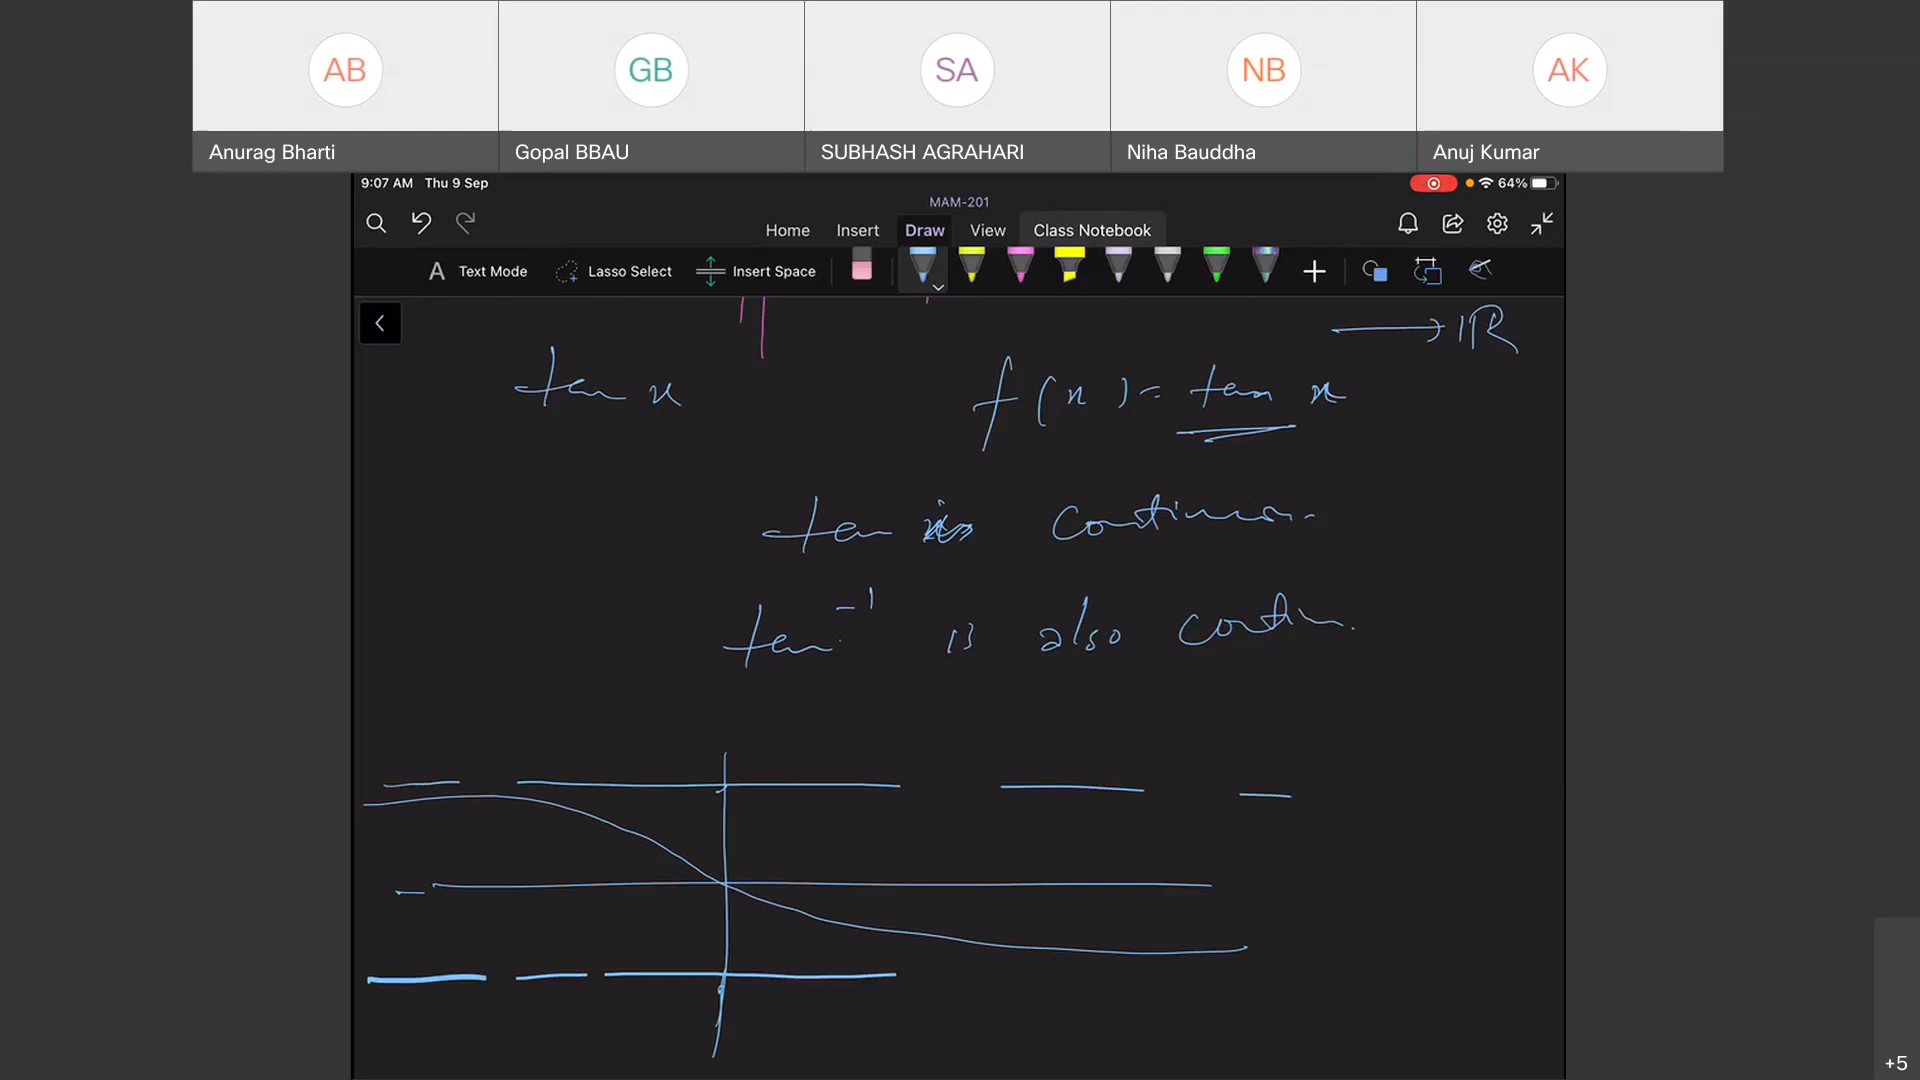 AB GB SA NB AK
Anurag Bharti Gopal BBAU SUBHASH AGRAHARI Niha Bauddha Anuj Kumar
9:07 AM Thu 9 Sep 64%
MAM-201
Home Insert Draw View Class Notebook
A Text Mode Lasso Select Insert Space
→ ℝ
tan x f(x) = tan x
tan is continuous
tan⁻¹ is also contin.
+5